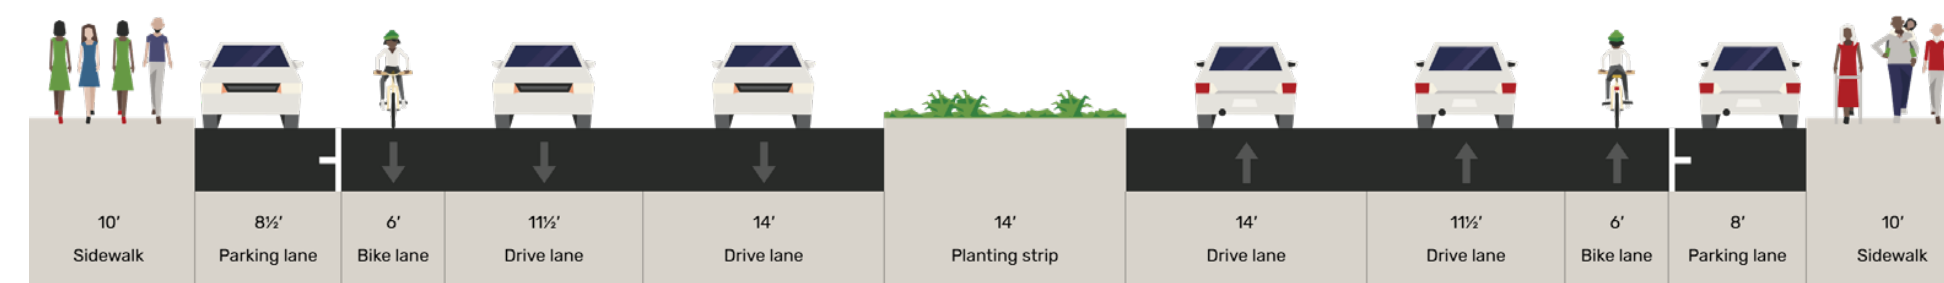 10′ 8½′ 6′ 11½′ 14′ 14′ 14′ 11½′ 6′ 8′ 10′
Sidewalk Parking lane Bike lane Drive lane Drive lane Planting strip Drive lane Drive lane Bike lane Parking lane Sidewalk